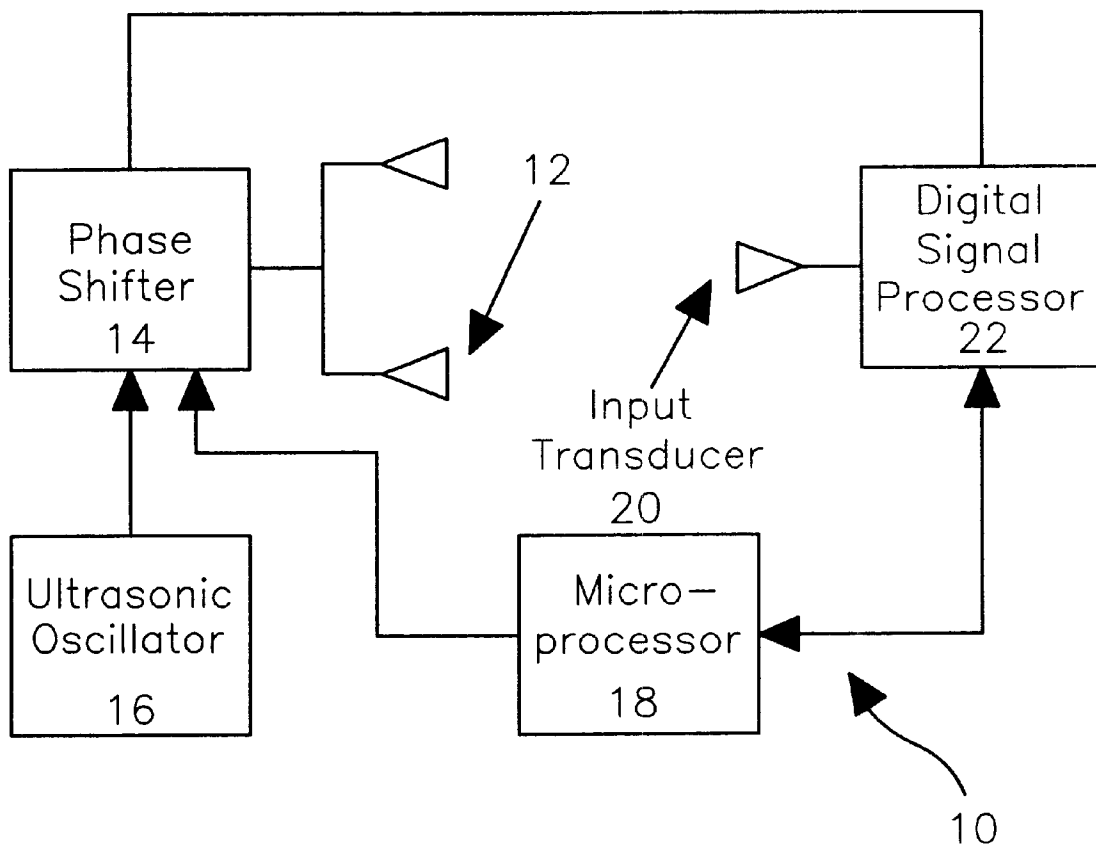 12
Phase
Shifter
14
Digital
Signal
Processor
22
Input
Transducer
20
Ultrasonic
Oscillator
16
Micro-
processor
18
10